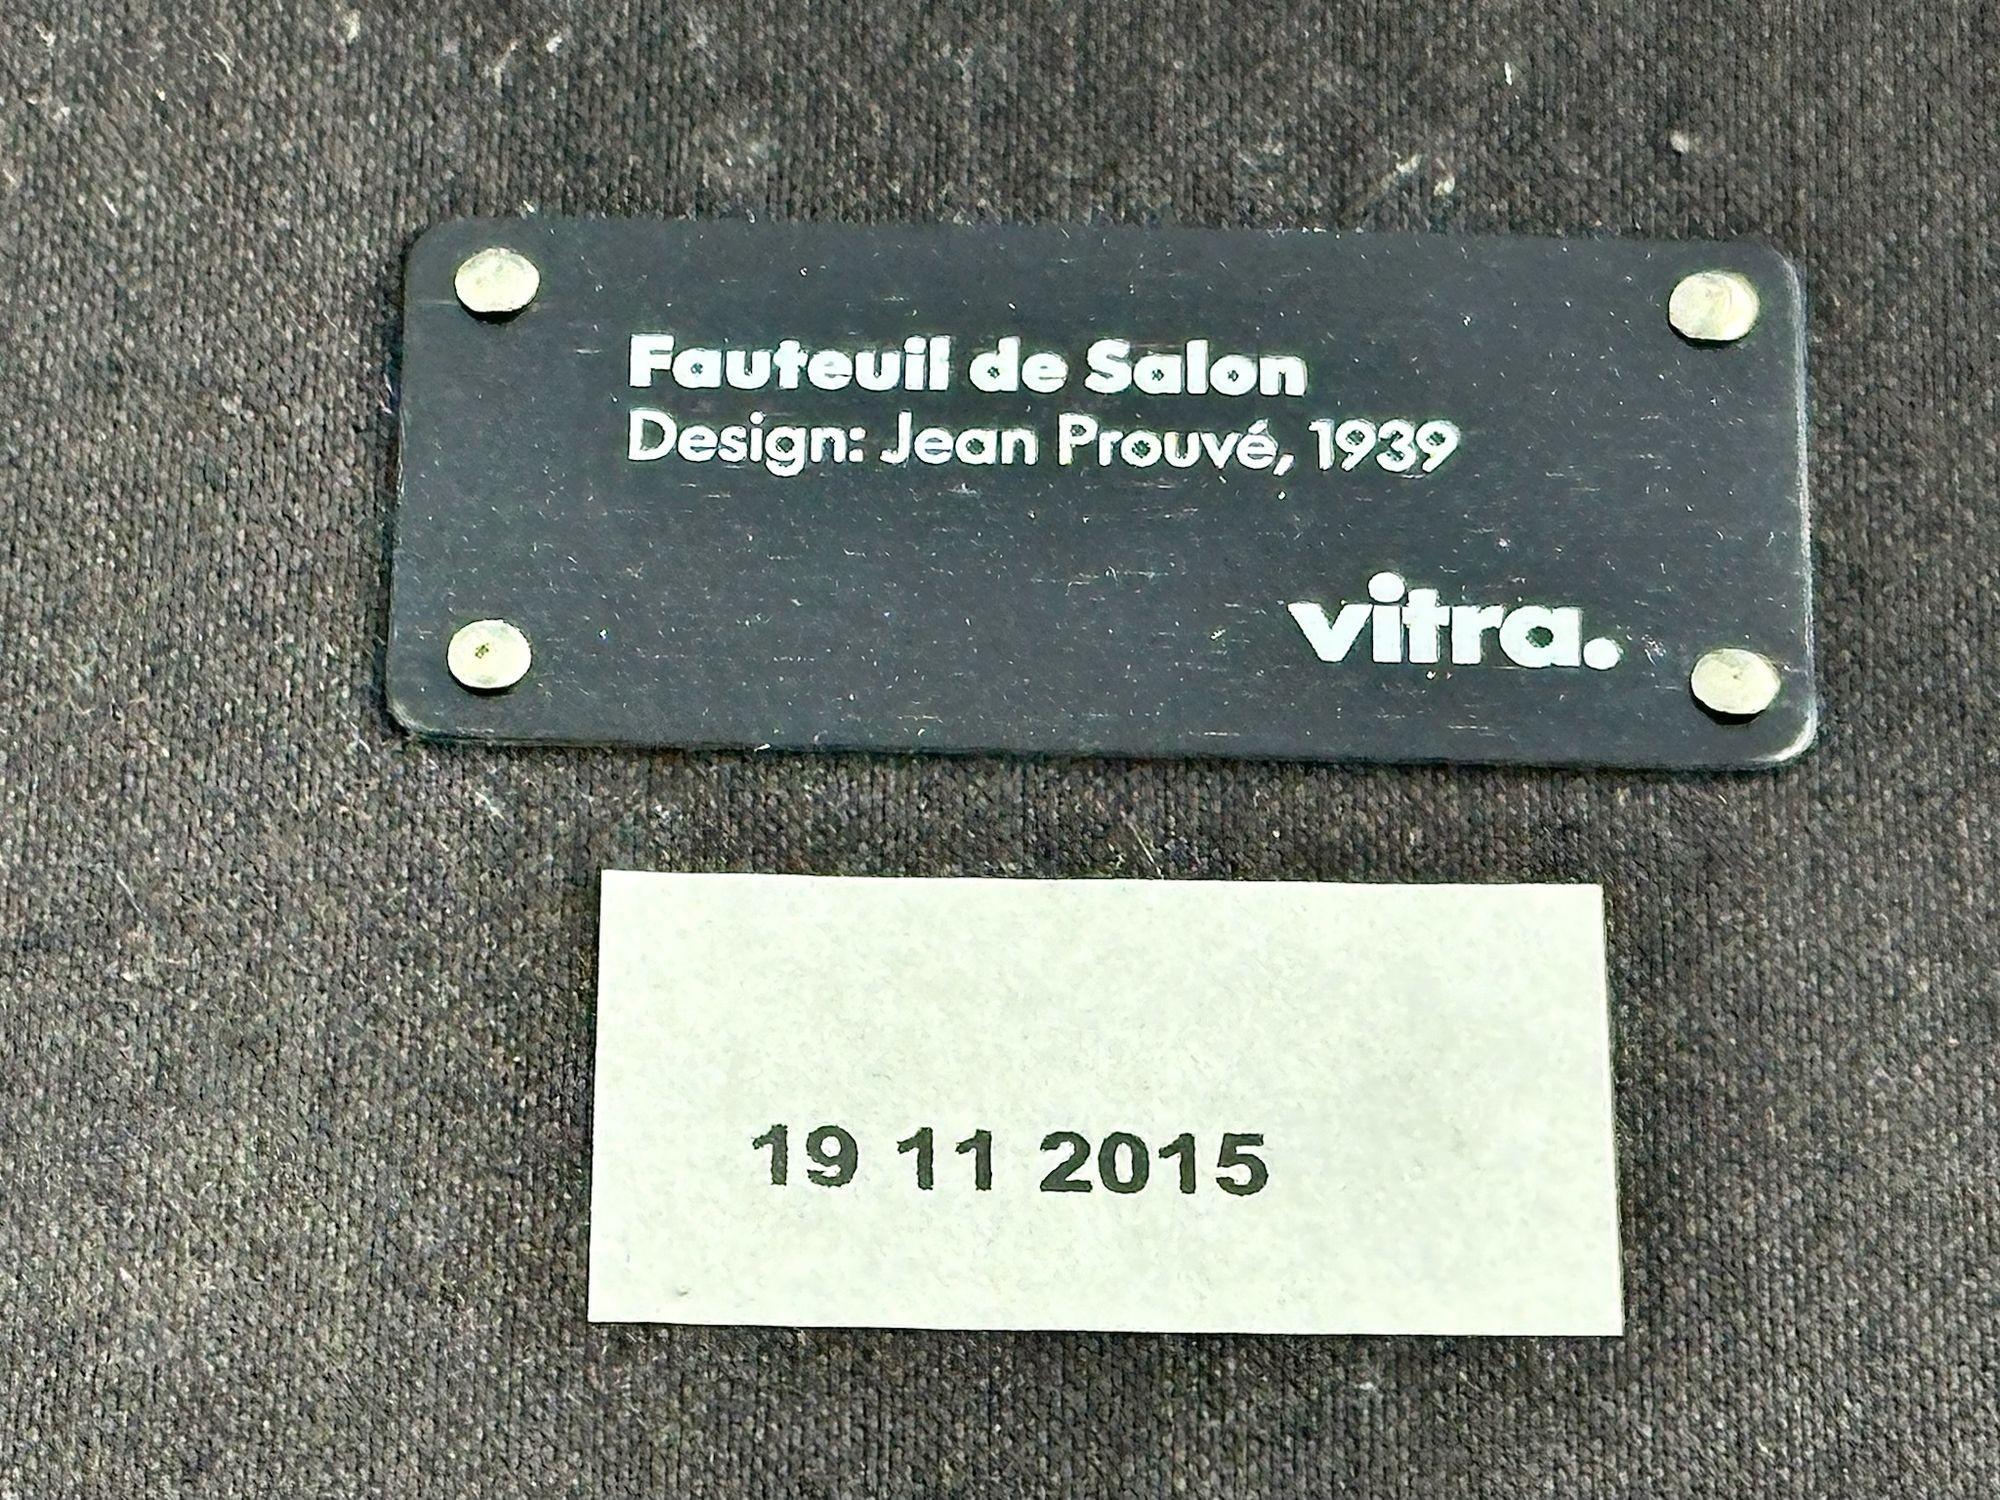 Fauteuil de Salon
Design: Jean Prouvé, 1939
vitra.
19 11 2015